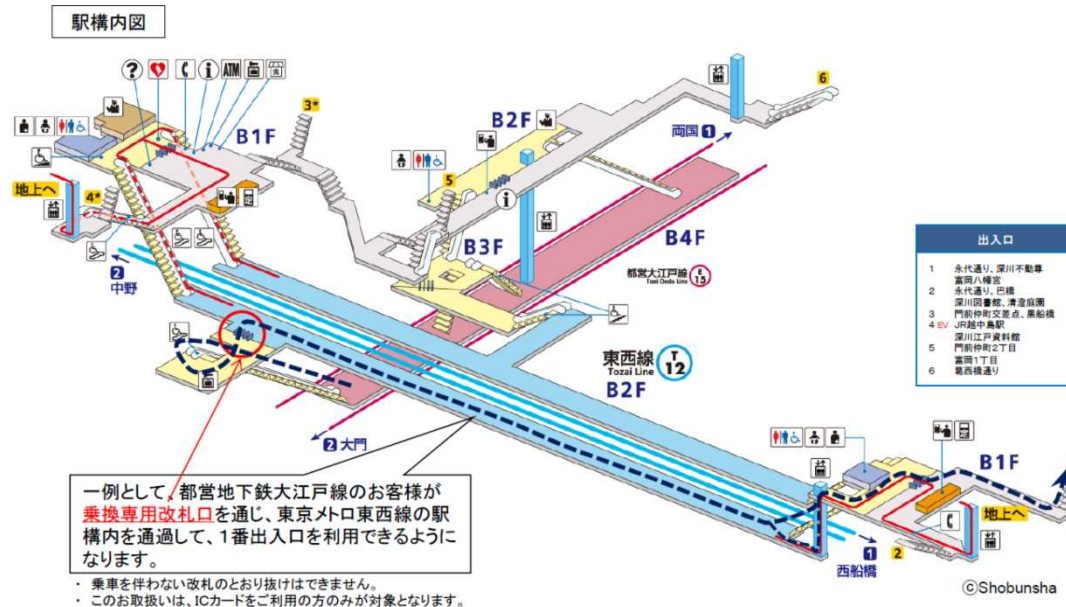 駅構内図
?
i
ATM
3*
6
B1F
B2F
両国 1
地上へ
4*
5
i
B3F
B4F
2
中野
都営大江戸線
Toei Oedo Line
E
15
出入口
1 永代通り、深川不動尊
富岡八幡宮
2 永代通り、巴橋
深川図書館、清澄庭園
3 門前仲町交差点、黒船橋
4 EV JR越中島駅
深川江戸資料館
5 門前仲町2丁目
富岡1丁目
6 葛西橋通り
東西線
Tozai Line
T
12
B2F
2 大門
B1F
地上へ
1
西船橋
2
一例として、都営地下鉄大江戸線のお客様が
乗換専用改札口を通じ、東京メトロ東西線の駅
構内を通過して、1番出入口を利用できるように
なります。
・ 乗車を伴わない改札のとおり抜けはできません。
・ このお取扱いは、ICカードをご利用の方のみが対象となります。
©Shobunsha